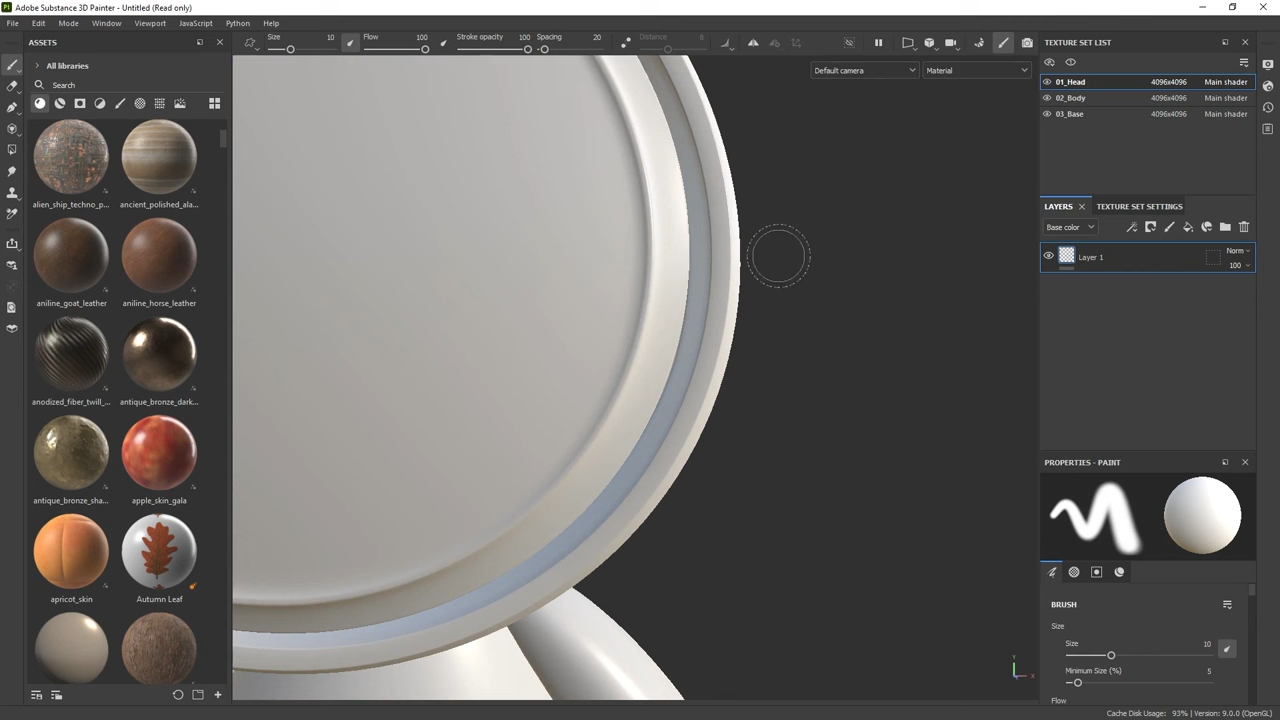 Pt Adobe Substance 3D Painter - Untitled (Read only)
File Edit Mode Window Viewport JavaScript Python Help
ASSETS
Size 10 Flow 100 Stroke opacity 100 Spacing 20 Distance 8
All libraries
Search
alien_ship_techno_p...
ancient_polished_ala...
aniline_goat_leather
aniline_horse_leather
anodized_fiber_twill_...
antique_bronze_dark...
antique_bronze_sha...
apple_skin_gala
apricot_skin
Autumn Leaf
Default camera
Material
Y
X
TEXTURE SET LIST
01_Head 4096x4096 Main shader
02_Body 4096x4096 Main shader
03_Base 4096x4096 Main shader
LAYERS
TEXTURE SET SETTINGS
Base color
Layer 1
Norm
100
PROPERTIES - PAINT
BRUSH
Size
Size 10
Minimum Size (%) 5
Flow
Cache Disk Usage: 93% | Version: 9.0.0 (OpenGL)